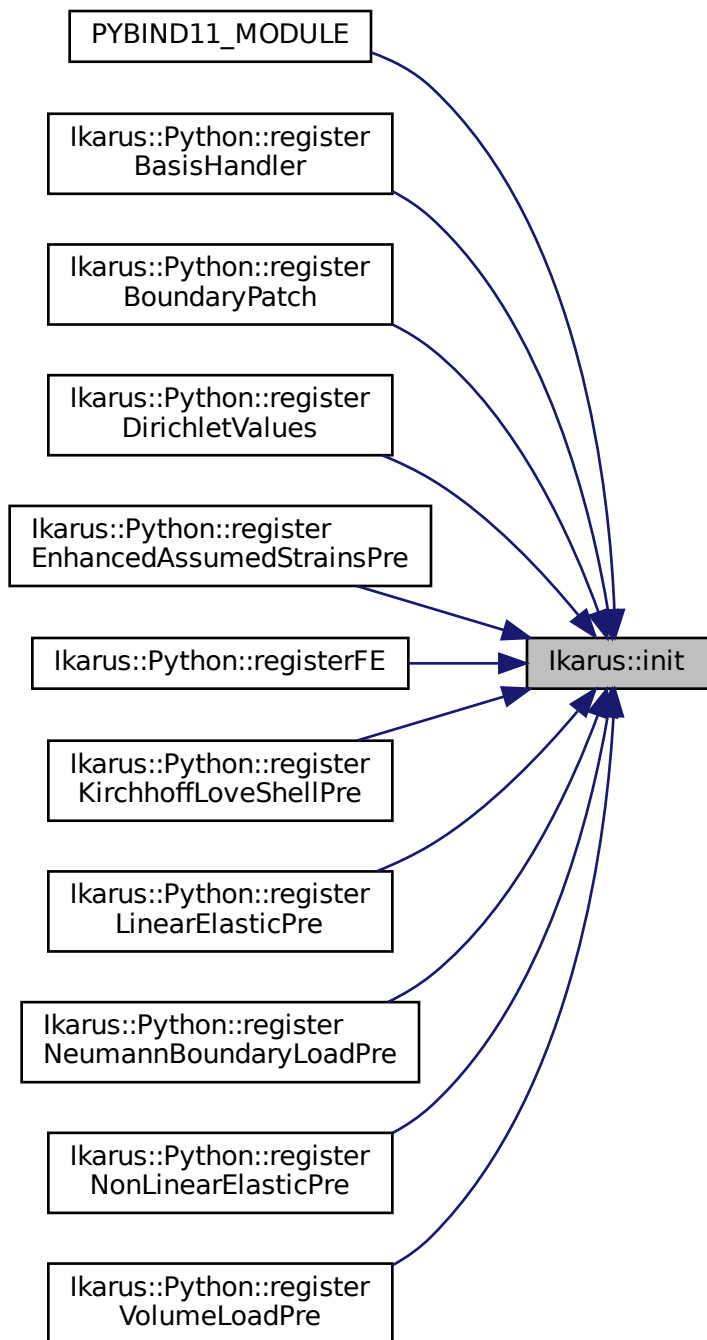 PYBIND11_MODULE
Ikarus::Python::register
BasisHandler
Ikarus::Python::register
BoundaryPatch
Ikarus::Python::register
DirichletValues
Ikarus::Python::register
EnhancedAssumedStrainsPre
Ikarus::Python::registerFE
Ikarus::init
Ikarus::Python::register
KirchhoffLoveShellPre
Ikarus::Python::register
LinearElasticPre
Ikarus::Python::register
NeumannBoundaryLoadPre
Ikarus::Python::register
NonLinearElasticPre
Ikarus::Python::register
VolumeLoadPre